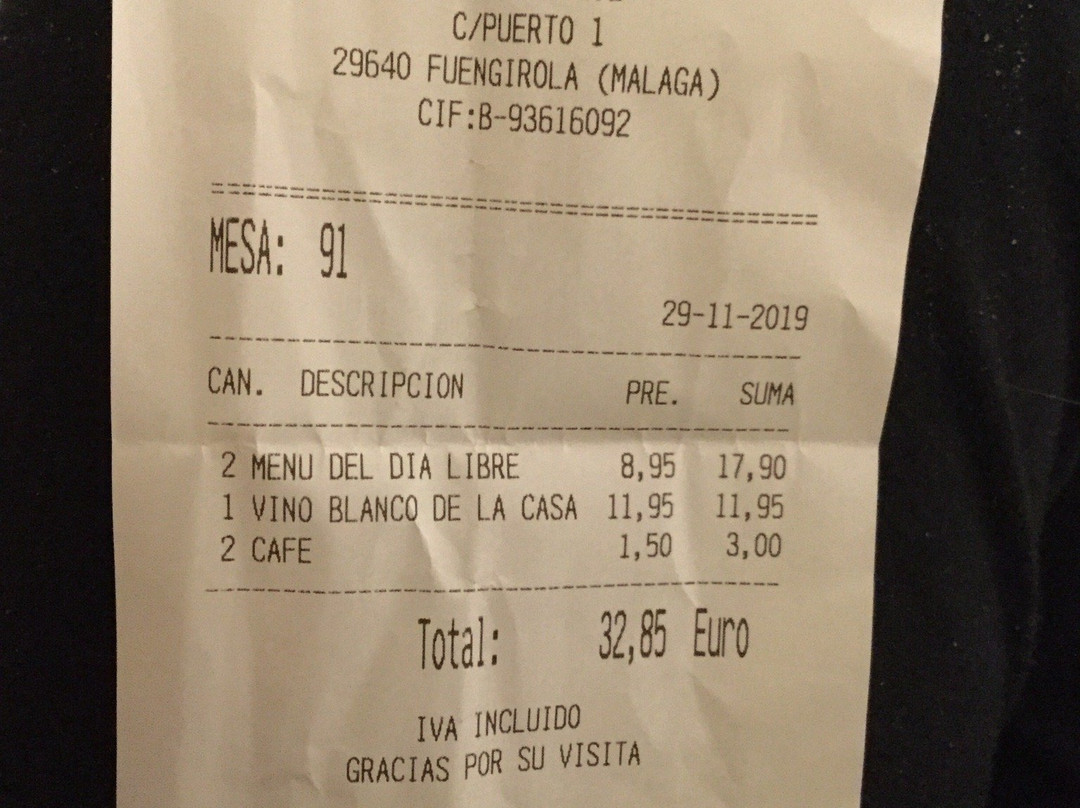 C/PUERTO 1
29640 FUENGIROLA (MALAGA)
CIF:B-93616092
================================================
MESA: 91
29-11-2019
------------------------------------------------
CAN. DESCRIPCION PRE. SUMA
------------------------------------------------
2 MENU DEL DIA LIBRE 8,95 17,90
1 VINO BLANCO DE LA CASA 11,95 11,95
2 CAFE 1,50 3,00
------------------------------------------------
Total: 32,85 Euro
IVA INCLUIDO
GRACIAS POR SU VISITA